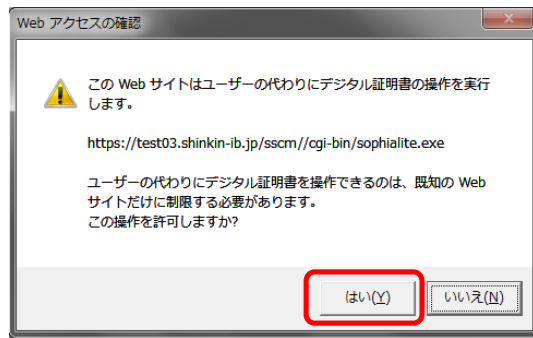 Web アクセスの確認
この Web サイトはユーザーの代わりにデジタル証明書の操作を実行
します。
https://test03.shinkin-ib.jp/sscm//cgi-bin/sophialite.exe
ユーザーの代わりにデジタル証明書を操作できるのは、既知の Web
サイトだけに制限する必要があります。
この操作を許可しますか?
はい(Y) いいえ(N)